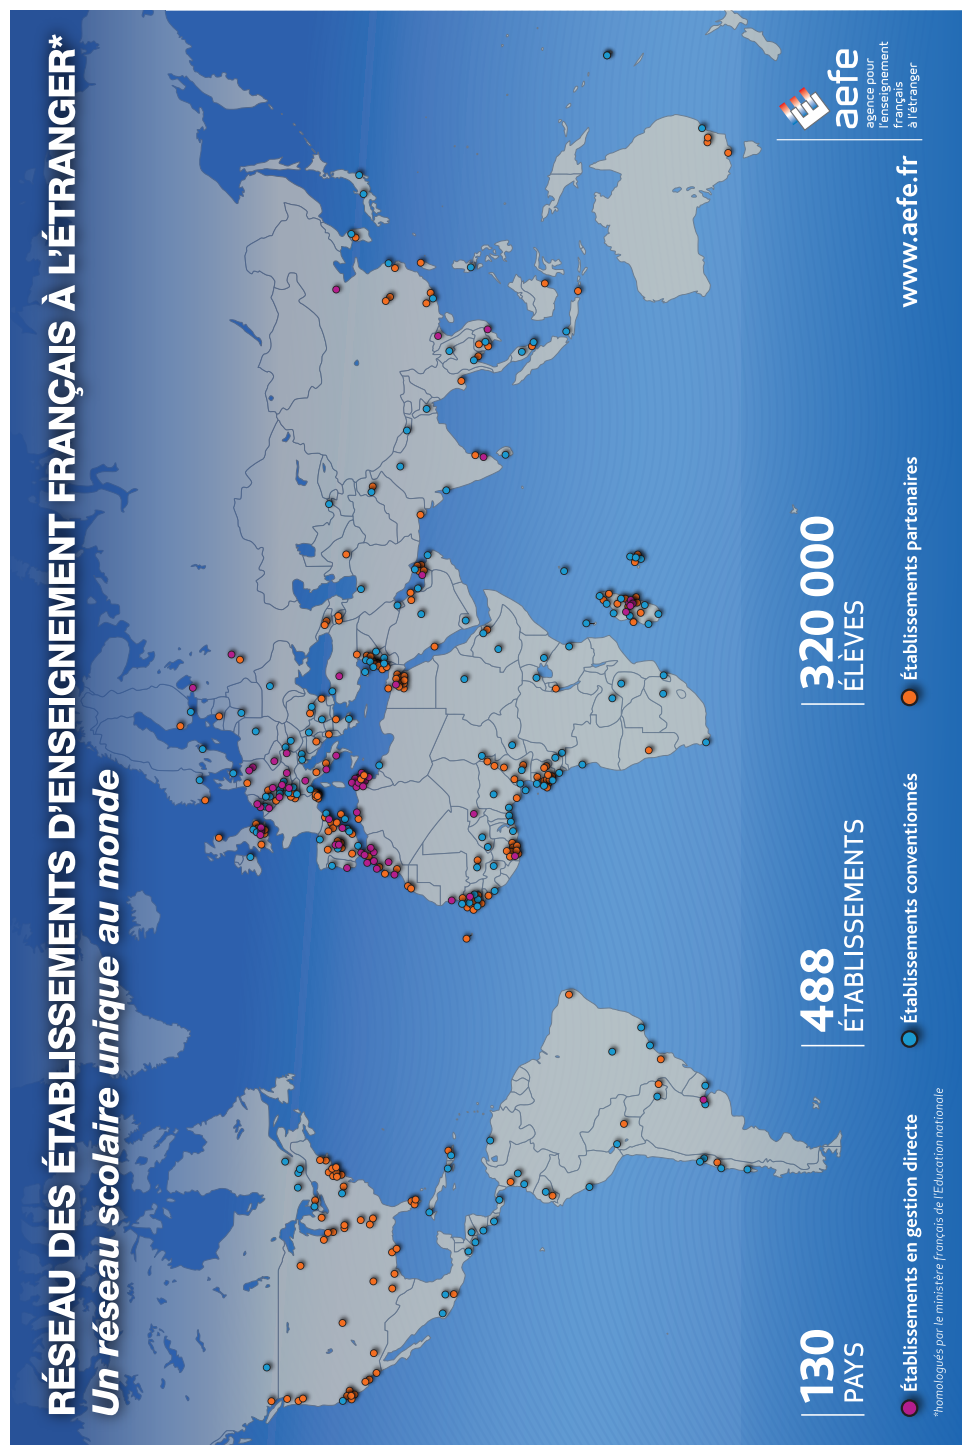 RÉSEAU DES ÉTABLISSEMENTS D'ENSEIGNEMENT FRANÇAIS À L'ÉTRANGER*
Un réseau scolaire unique au monde
130
PAYS
488
ÉTABLISSEMENTS
320 000
ÉLÈVES
aefe
agence pour
l'enseignement
français
à l'étranger
www.aefe.fr
Établissements en gestion directe
Établissements conventionnés
Établissements partenaires
*homologués par le ministère français de l'Education nationale